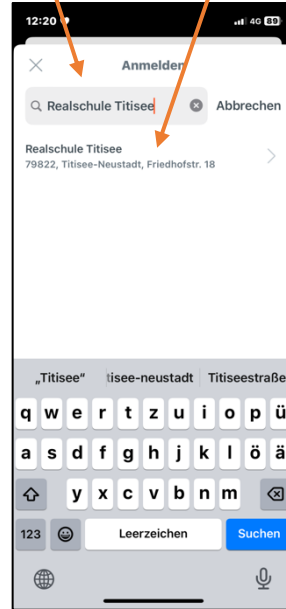 12:20
4G 89
Anmelden
Realschule Titisee
Abbrechen
Realschule Titisee
79822, Titisee-Neustadt, Friedhofstr. 18
„Titisee“ tisee-neustadt Titiseestraße
q w e r t z u i o p ü
a s d f g h j k l ö ä
y x c v b n m
123 Leerzeichen Suchen